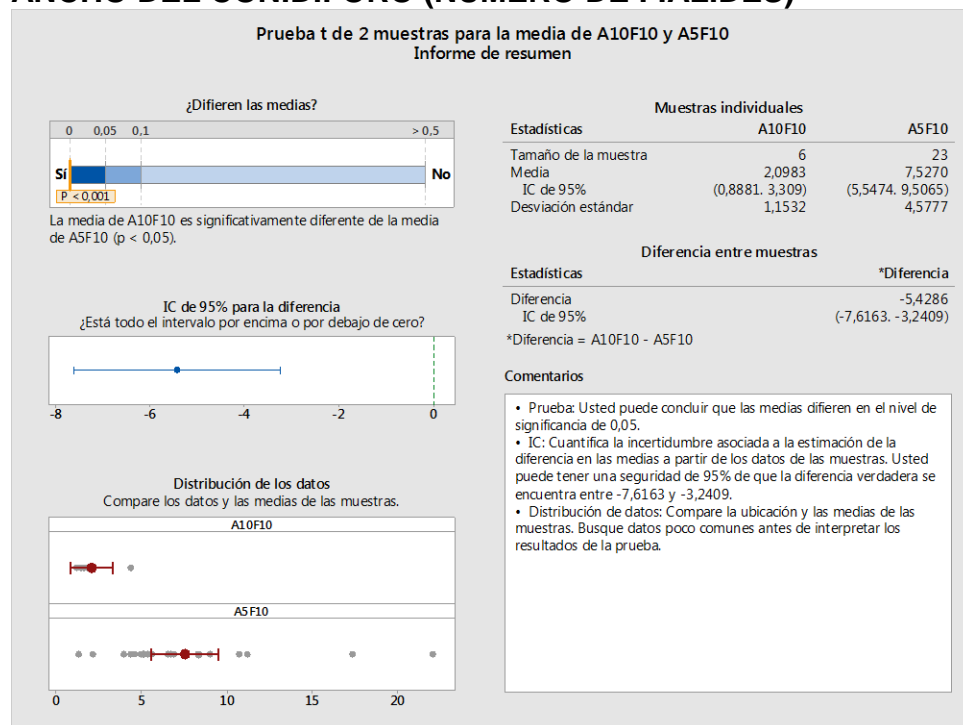 ANCHO DEL CONIDIFORO (NUMERO DE FIALIDES)
Prueba t de 2 muestras para la media de A10F10 y A5F10
Informe de resumen
¿Difieren las medias?
0 0,05 0,1 > 0,5
Sí No
P < 0,001
La media de A10F10 es significativamente diferente de la media
de A5F10 (p < 0,05).
IC de 95% para la diferencia
¿Está todo el intervalo por encima o por debajo de cero?
-8 -6 -4 -2 0
Distribución de los datos
Compare los datos y las medias de las muestras.
A10F10
A5F10
0 5 10 15 20
Muestras individuales
Estadísticas A10F10 A5F10
Tamaño de la muestra 6 23
Media 2,0983 7,5270
IC de 95% (0,8881. 3,309) (5,5474. 9,5065)
Desviación estándar 1,1532 4,5777
Diferencia entre muestras
Estadísticas *Diferencia
Diferencia -5,4286
IC de 95% (-7,6163. -3,2409)
*Diferencia = A10F10 - A5F10
Comentarios
• Prueba: Usted puede concluir que las medias difieren en el nivel de
significancia de 0,05.
• IC: Cuantifica la incertidumbre asociada a la estimación de la
diferencia en las medias a partir de los datos de las muestras. Usted
puede tener una seguridad de 95% de que la diferencia verdadera se
encuentra entre -7,6163 y -3,2409.
• Distribución de datos: Compare la ubicación y las medias de las
muestras. Busque datos poco comunes antes de interpretar los
resultados de la prueba.